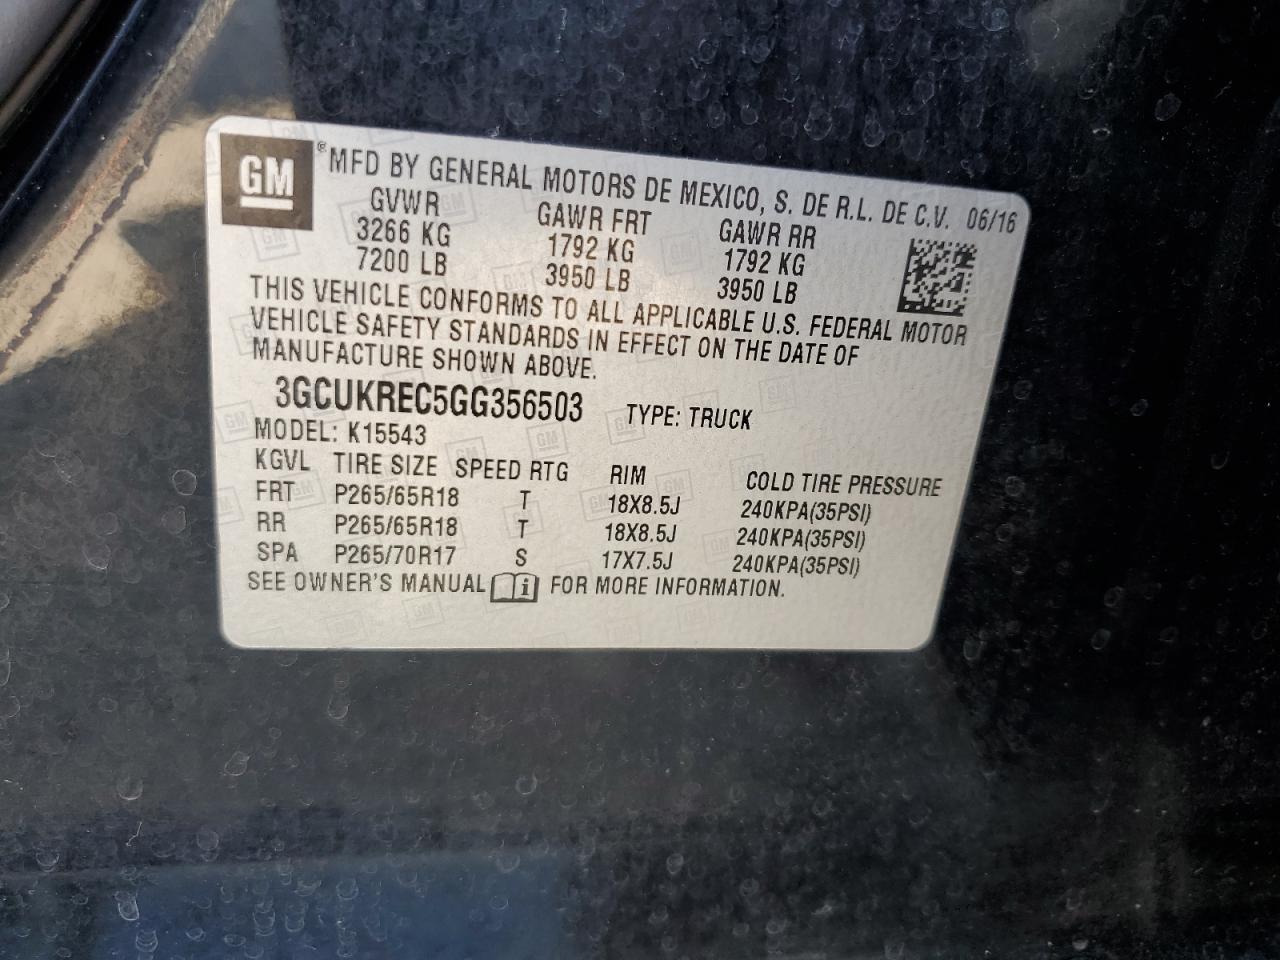 GM ® MFD BY GENERAL MOTORS DE MEXICO, S. DE R.L. DE C.V. 06/16
GVWR GAWR FRT GAWR RR
3266 KG 1792 KG 1792 KG
7200 LB 3950 LB 3950 LB
THIS VEHICLE CONFORMS TO ALL APPLICABLE U.S. FEDERAL MOTOR
VEHICLE SAFETY STANDARDS IN EFFECT ON THE DATE OF
MANUFACTURE SHOWN ABOVE.
3GCUKREC5GG356503 TYPE: TRUCK
MODEL: K15543
KGVL TIRE SIZE SPEED RTG RIM COLD TIRE PRESSURE
FRT P265/65R18 T 18X8.5J 240KPA(35PSI)
RR P265/65R18 T 18X8.5J 240KPA(35PSI)
SPA P265/70R17 S 17X7.5J 240KPA(35PSI)
SEE OWNER'S MANUAL i FOR MORE INFORMATION.